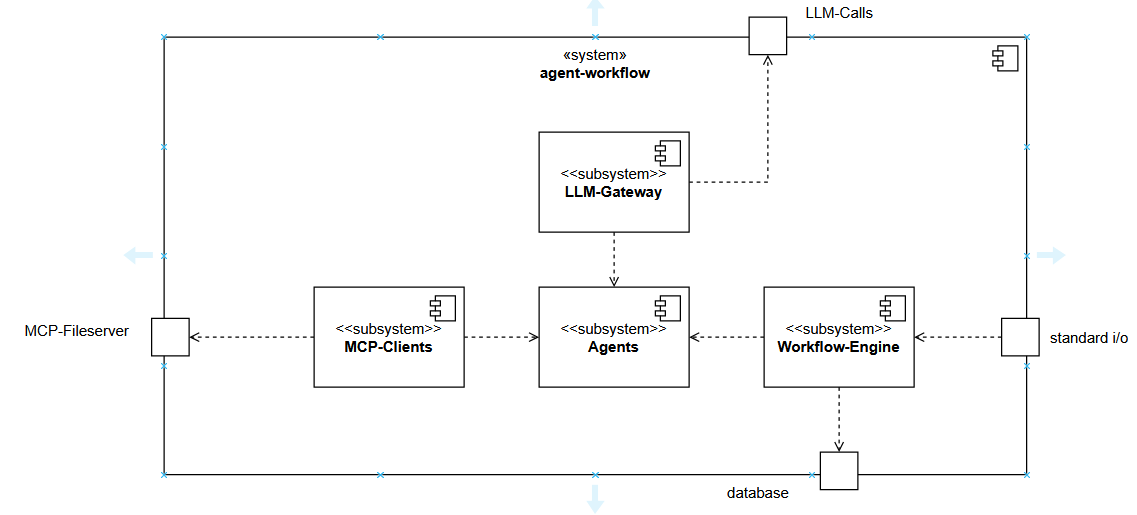 LLM-Calls
«system»
agent-workflow
<<subsystem>>
LLM-Gateway
MCP-Fileserver
<<subsystem>>
MCP-Clients
<<subsystem>>
Agents
<<subsystem>>
Workflow-Engine
standard i/o
database